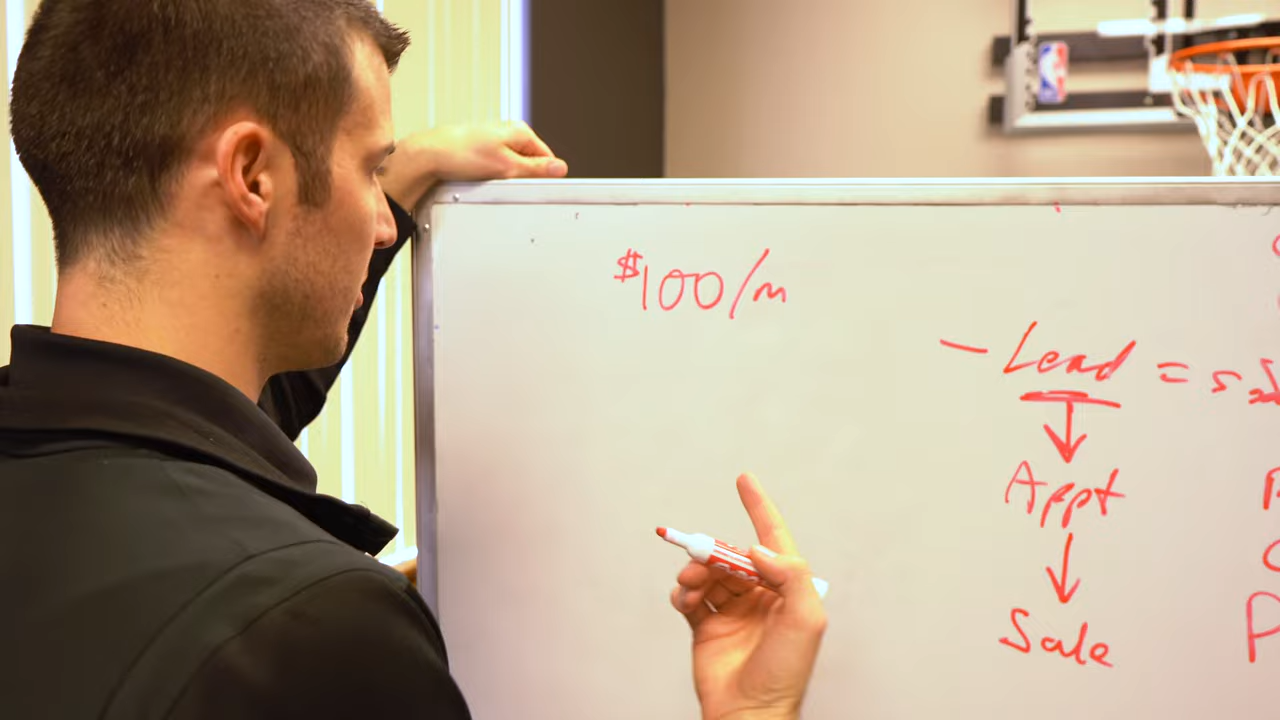 $100/m
- Lead =
Appt
Sale